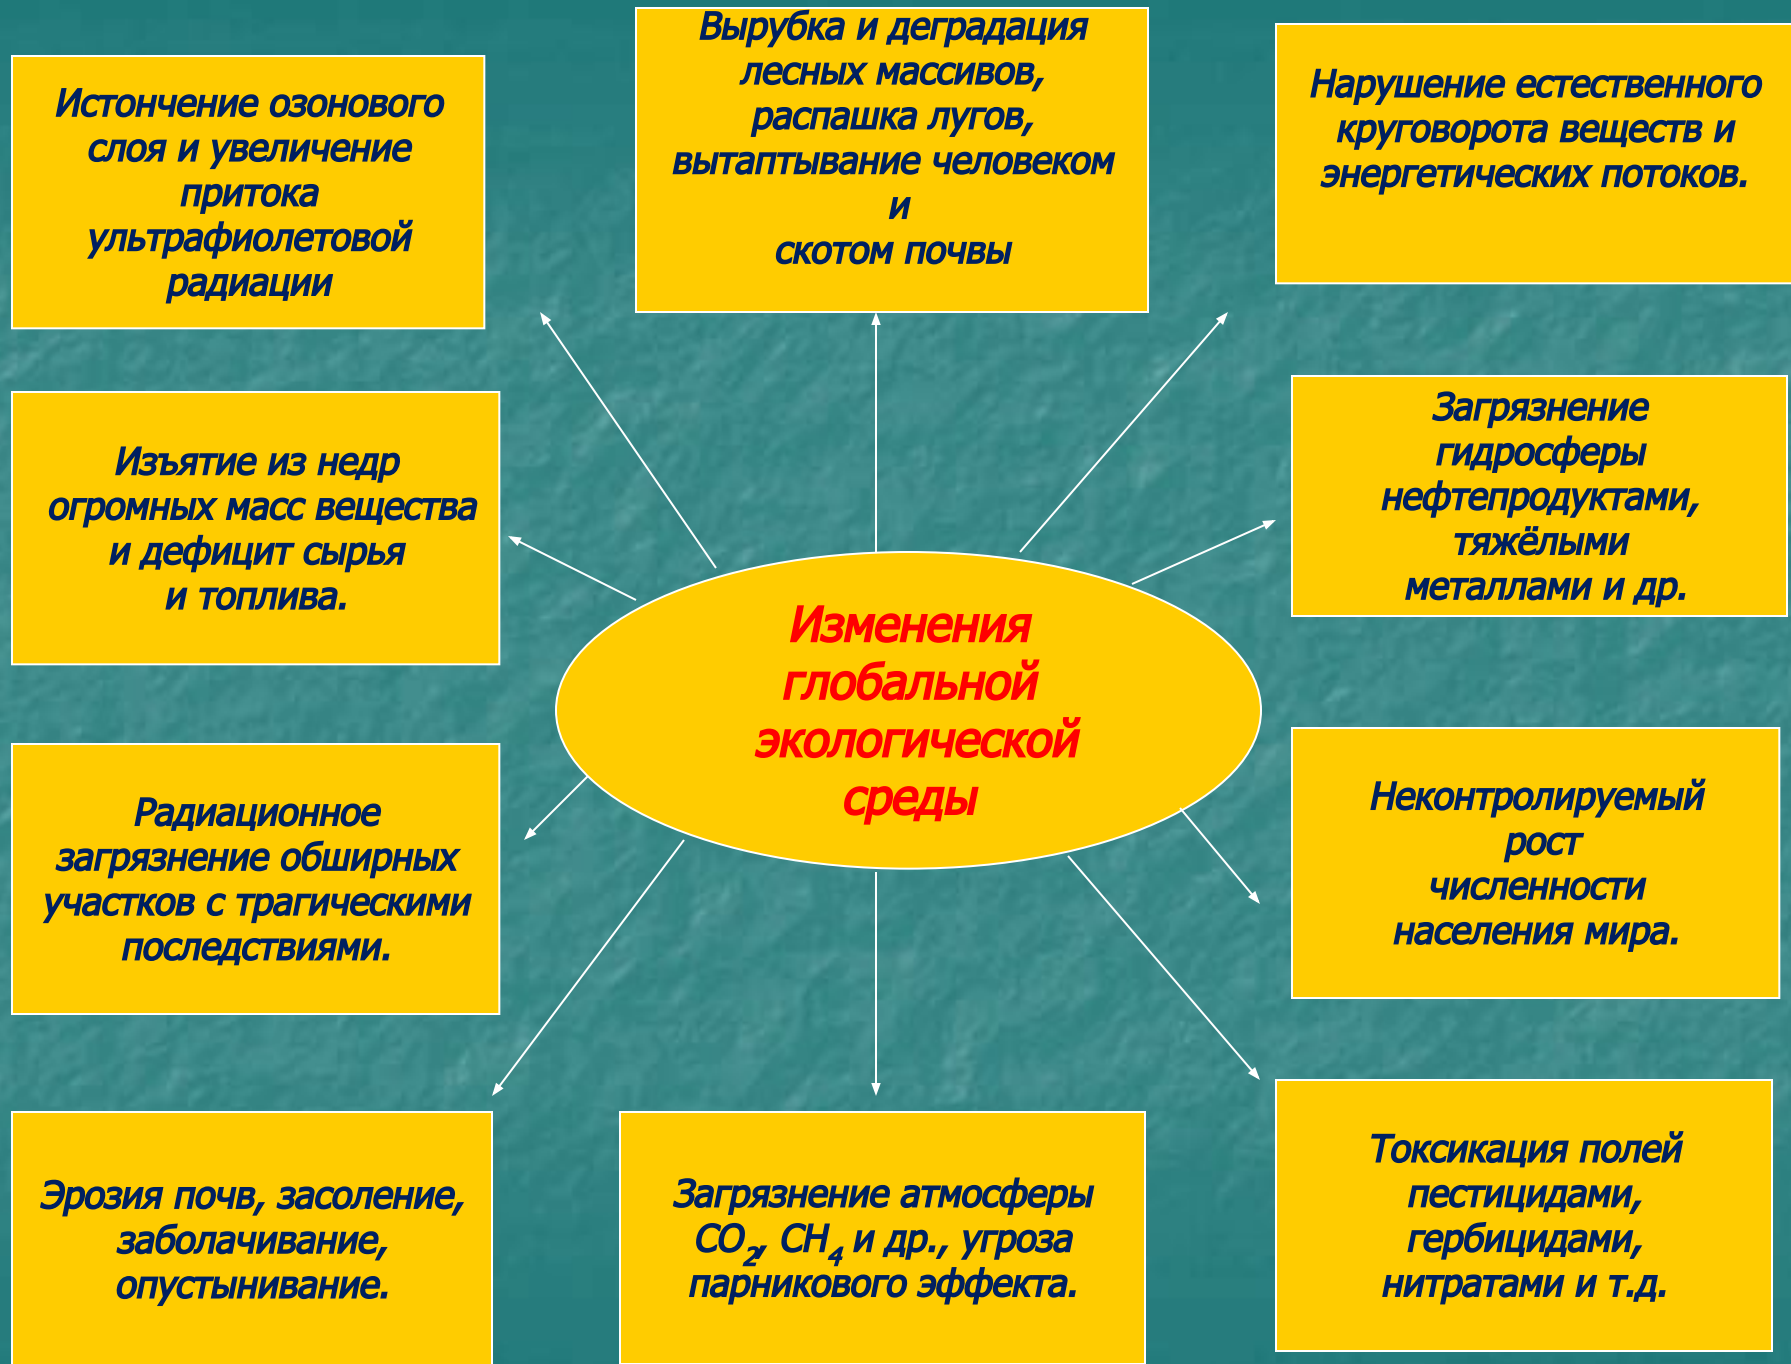 Истончение озонового
слоя и увеличение
притока
ультрафиолетовой
радиации
Вырубка и деградация
лесных массивов,
распашка лугов,
вытаптывание человеком
и
скотом почвы
Нарушение естественного
круговорота веществ и
энергетических потоков.
Изъятие из недр
огромных масс вещества
и дефицит сырья
и топлива.
Загрязнение
гидросферы
нефтепродуктами,
тяжёлыми
металлами и др.
Изменения
глобальной
экологической
среды
Радиационное
загрязнение обширных
участков с трагическими
последствиями.
Неконтролируемый
рост
численности
населения мира.
Эрозия почв, засоление,
заболачивание,
опустынивание.
Загрязнение атмосферы
CO₂, CH₄ и др., угроза
парникового эффекта.
Токсикация полей
пестицидами,
гербицидами,
нитратами и т.д.